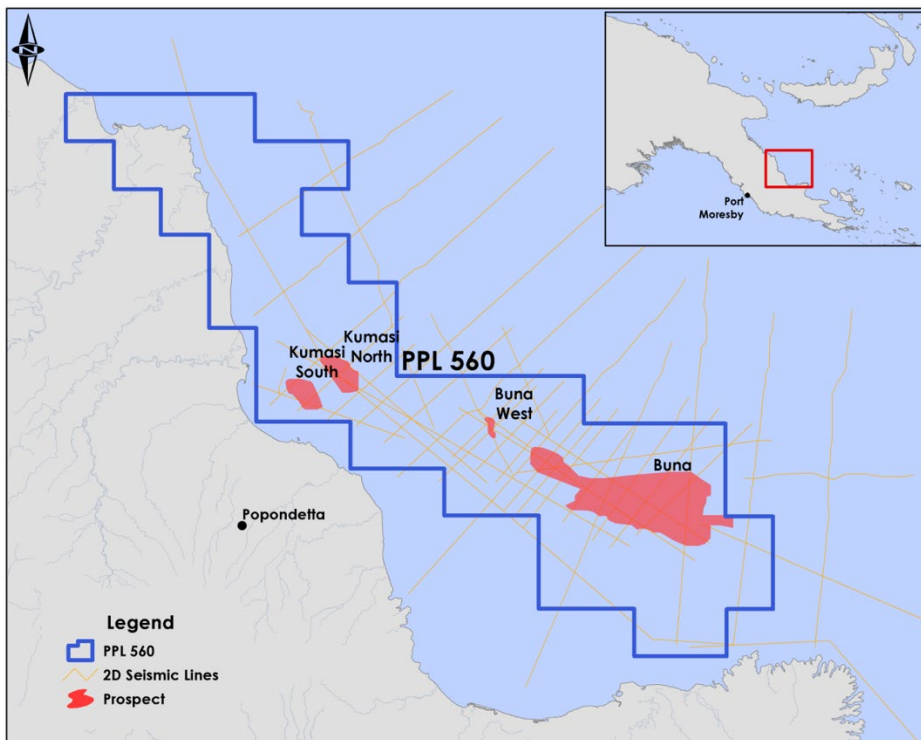 N
Port
Moresby
Kumasi
North
Kumasi
South
PPL 560
Buna
West
Buna
Popondetta
Legend
PPL 560
2D Seismic Lines
Prospect